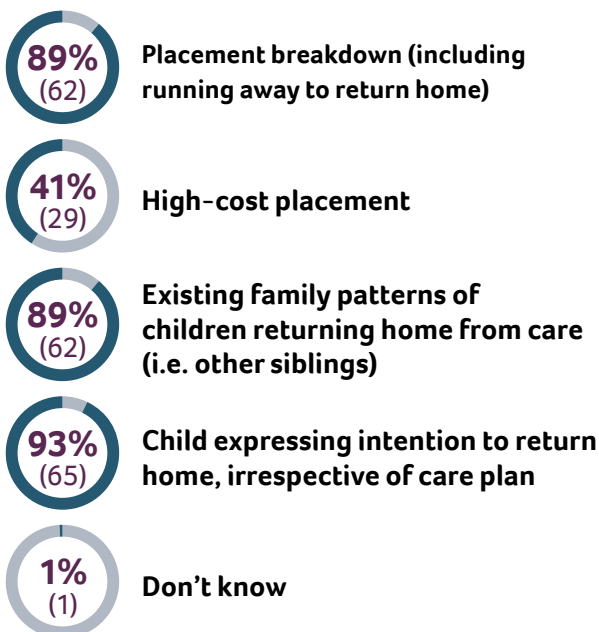 89%
(62)
Placement breakdown (including
running away to return home)
41%
(29)
High-cost placement
89%
(62)
Existing family patterns of
children returning home from care
(i.e. other siblings)
93%
(65)
Child expressing intention to return
home, irrespective of care plan
1%
(1)
Don't know